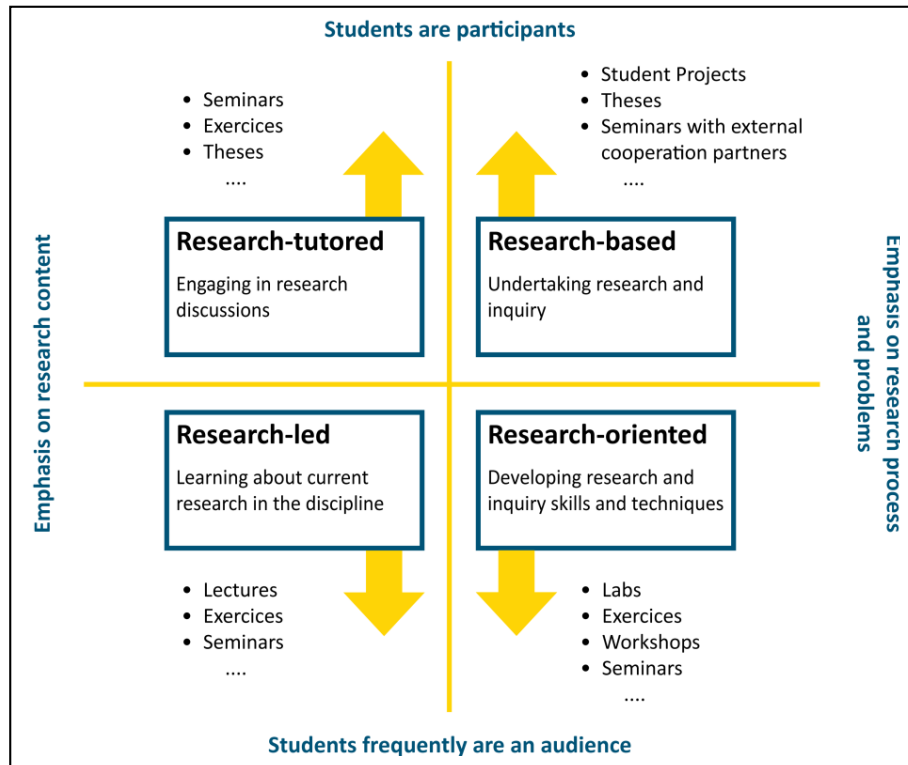 Students are participants
• Seminars
• Exercices
• Theses
....
• Student Projects
• Theses
• Seminars with external
cooperation partners
....
Emphasis on research content
Research-tutored
Engaging in research
discussions
Research-based
Undertaking research and
inquiry
Emphasis on research process
and problems
Research-led
Learning about current
research in the discipline
Research-oriented
Developing research and
inquiry skills and techniques
• Lectures
• Exercices
• Seminars
....
• Labs
• Exercices
• Workshops
• Seminars
....
Students frequently are an audience